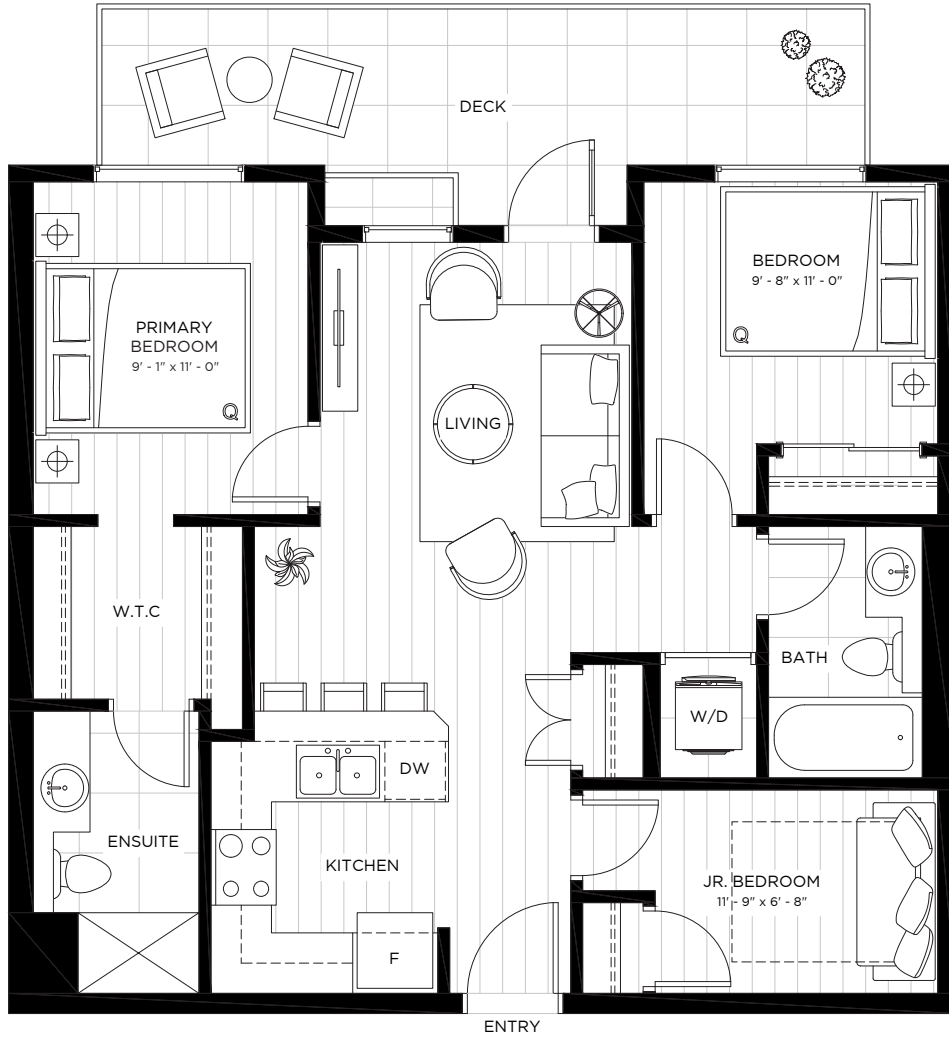 DECK
BEDROOM
9' - 8" x 11' - 0"
PRIMARY
BEDROOM
9' - 1" x 11' - 0"
Q
Q
LIVING
W.T.C
BATH
W/D
DW
ENSUITE
KITCHEN
JR. BEDROOM
11' - 9" x 6' - 8"
F
ENTRY